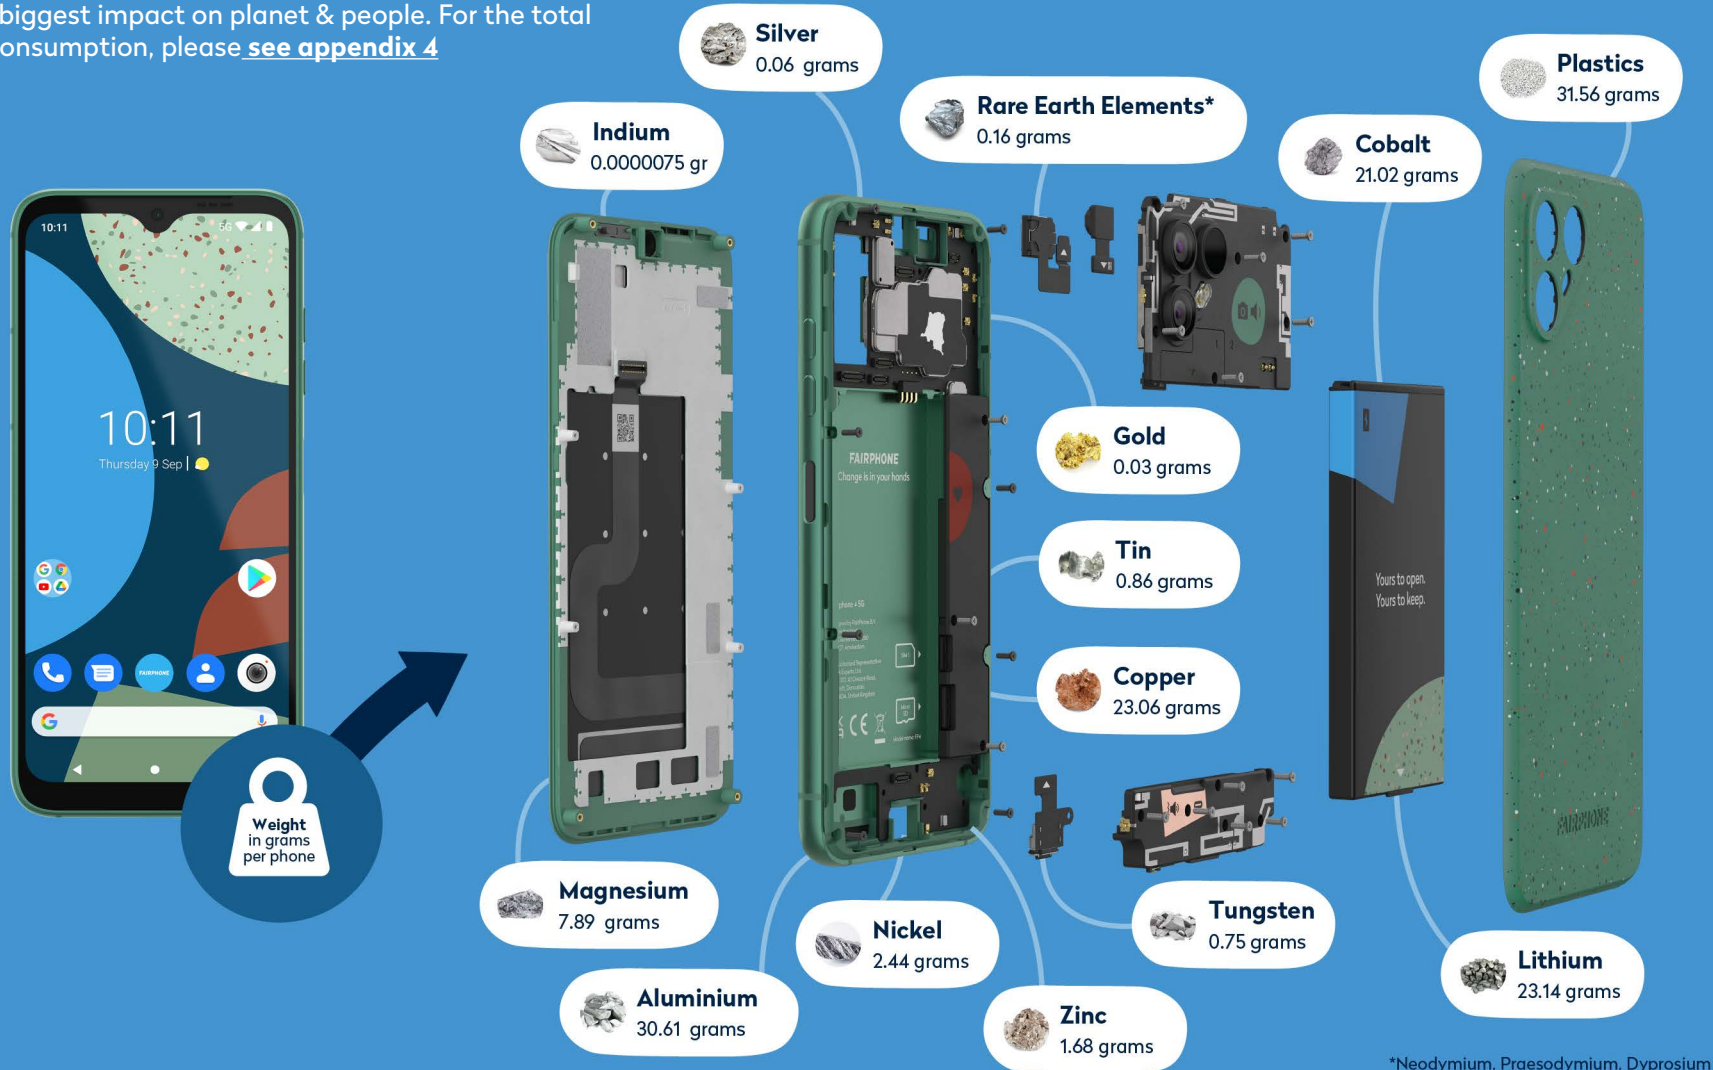 biggest impact on planet & people. For the total
onsumption, please see appendix 4
Silver
0.06 grams
Plastics
31.56 grams
Rare Earth Elements*
0.16 grams
Indium
0.0000075 gr
Cobalt
21.02 grams
10:11
5G
10:11
Thursday 9 Sep
FAIRPHONE
Weight
in grams
per phone
FAIRPHONE
Change is in your hands
Gold
0.03 grams
Tin
0.86 grams
Copper
23.06 grams
Yours to open.
Yours to keep.
FAIRPHONE
Magnesium
7.89 grams
Nickel
2.44 grams
Tungsten
0.75 grams
Lithium
23.14 grams
Aluminium
30.61 grams
Zinc
1.68 grams
*Neodymium, Praesodymium, Dyprosium